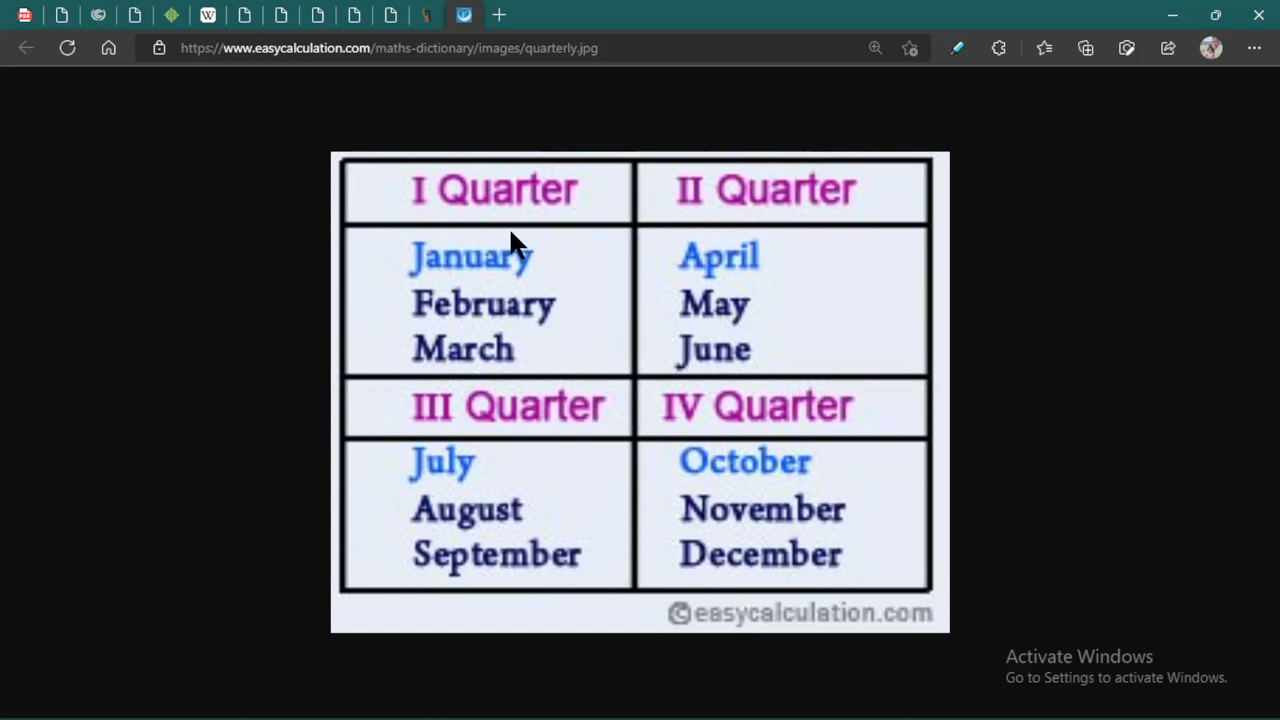 https://www.easycalculation.com/maths-dictionary/images/quarterly.jpg
I Quarter
II Quarter
January
February
March
April
May
June
III Quarter
IV Quarter
July
August
September
October
November
December
©easycalculation.com
Activate Windows
Go to Settings to activate Windows.